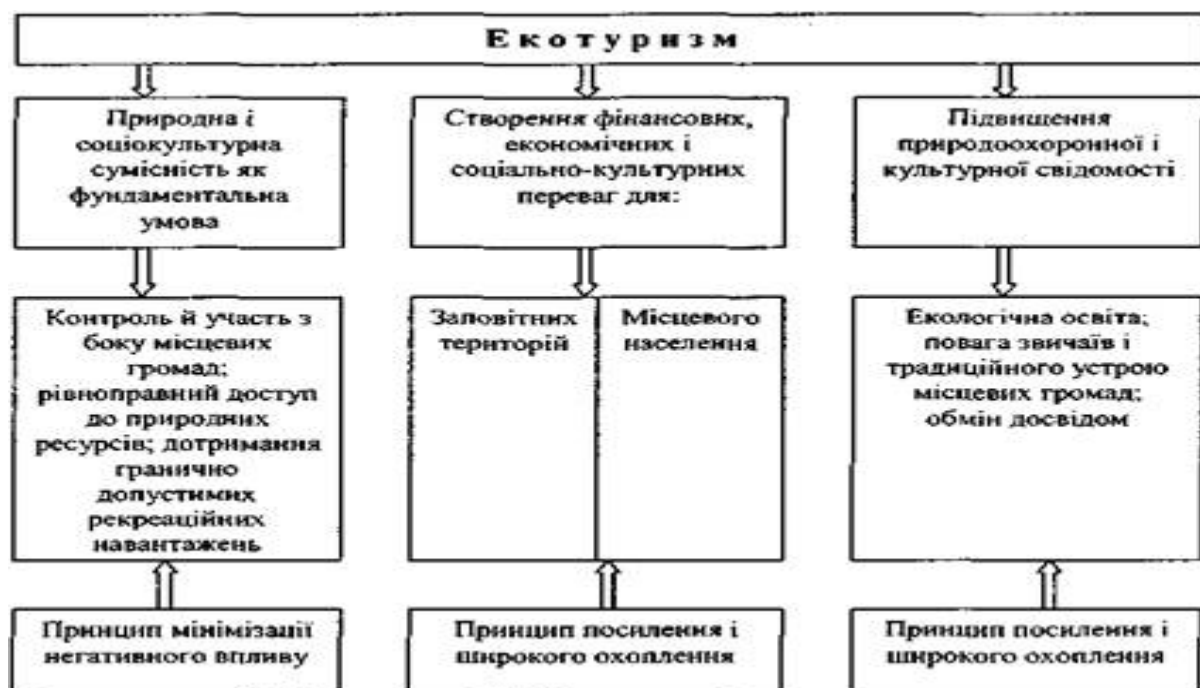 Екотуризм
Природна і
соціокультурна
сумісність як
фундаментальна
умова
Створення фінансових,
економічних і
соціально-культурних
переваг для:
Підвищення
природоохоронної і
культурної свідомості
Контроль й участь з
боку місцевих
громад;
рівноправний доступ
до природних
ресурсів; дотримання
гранично
допустимих
рекреаційних
навантажень
Заповітних
територій
Місцевого
населення
Екологічна освіта;
повага звичаїв і
традиційного устрою
місцевих громад;
обмін досвідом
Принцип мінімізації
негативного впливу
Принцип посилення і
широкого охоплення
Принцип посилення і
широкого охоплення